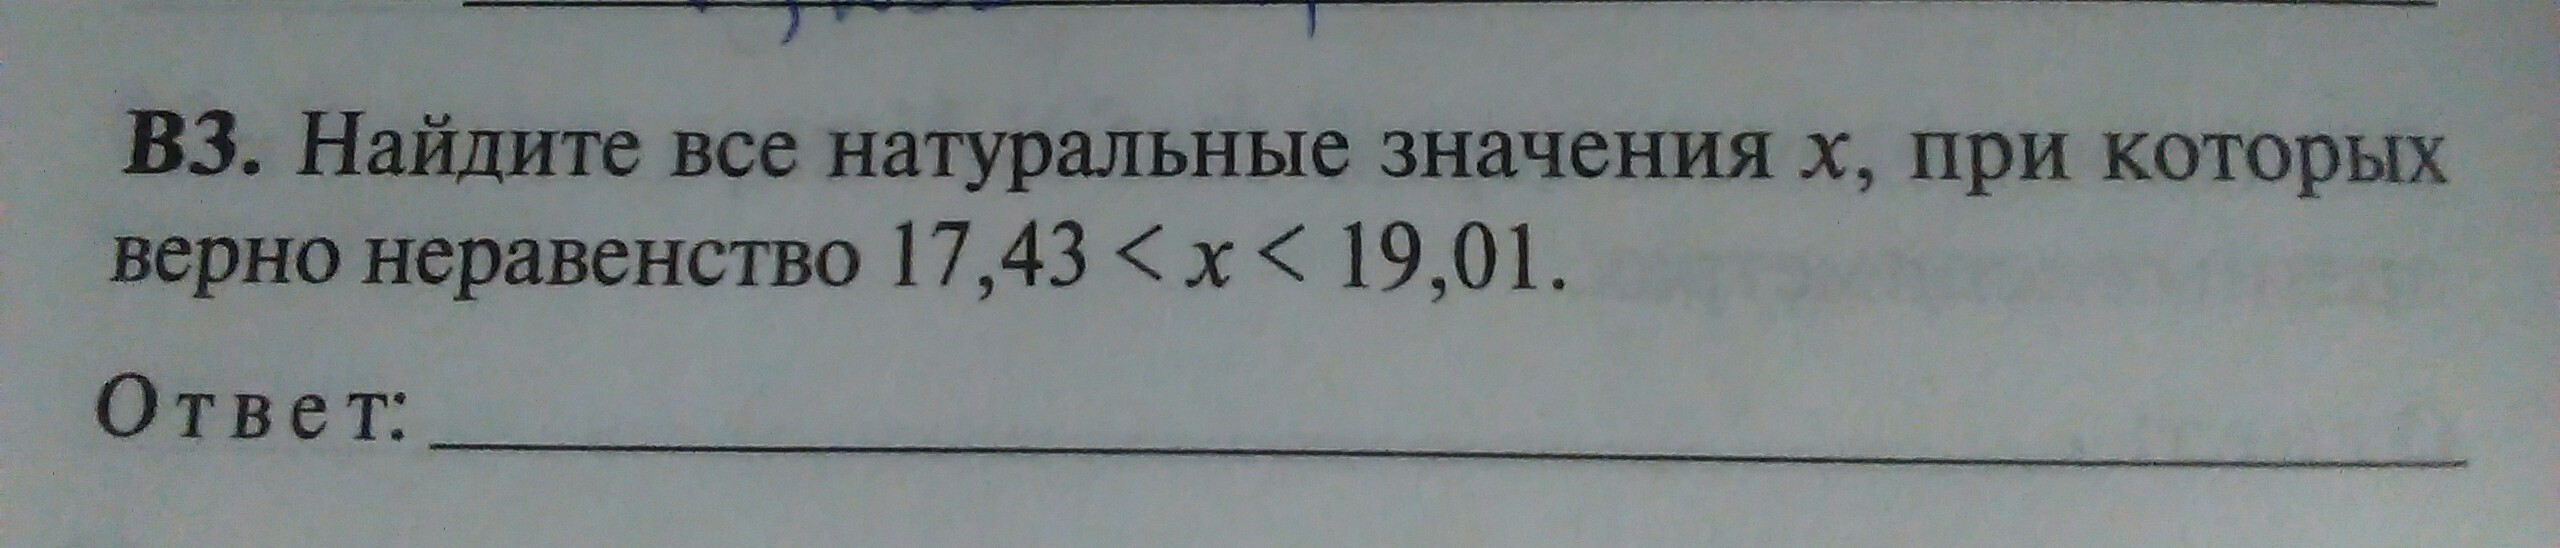 В3. Найдите все натуральные значения x, при которых
верно неравенство 17,43 < x < 19,01.
Ответ: